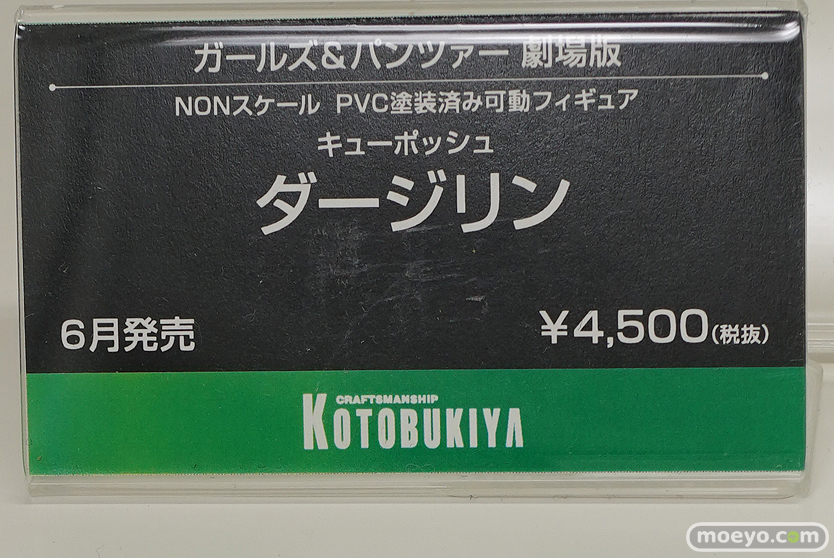 ガールズ&パンツァー 劇場版
NONスケール PVC塗装済み可動フィギュア
キューポッシュ
ダージリン
6月発売 ¥4,500(税抜)
CRAFTSMANSHIP
KOTOBUKIYA
moeyo.com